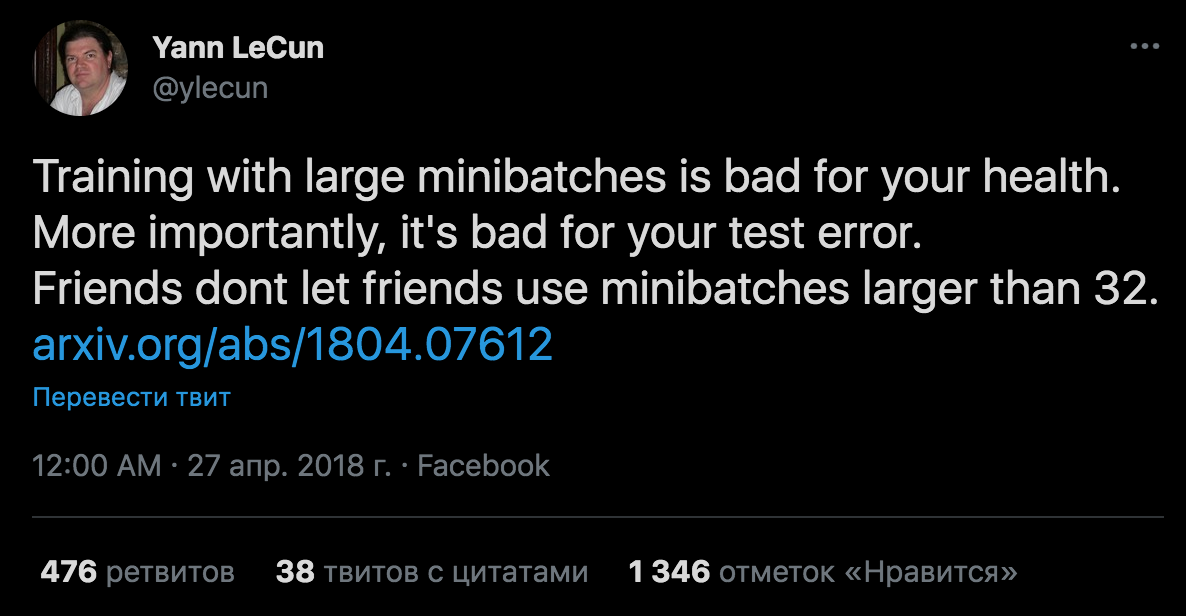 Yann LeCun
@ylecun
Training with large minibatches is bad for your health.
More importantly, it's bad for your test error.
Friends dont let friends use minibatches larger than 32.
arxiv.org/abs/1804.07612
Перевести твит
12:00 AM · 27 апр. 2018 г. · Facebook
476 ретвитов 38 твитов с цитатами 1 346 отметок «Нравится»